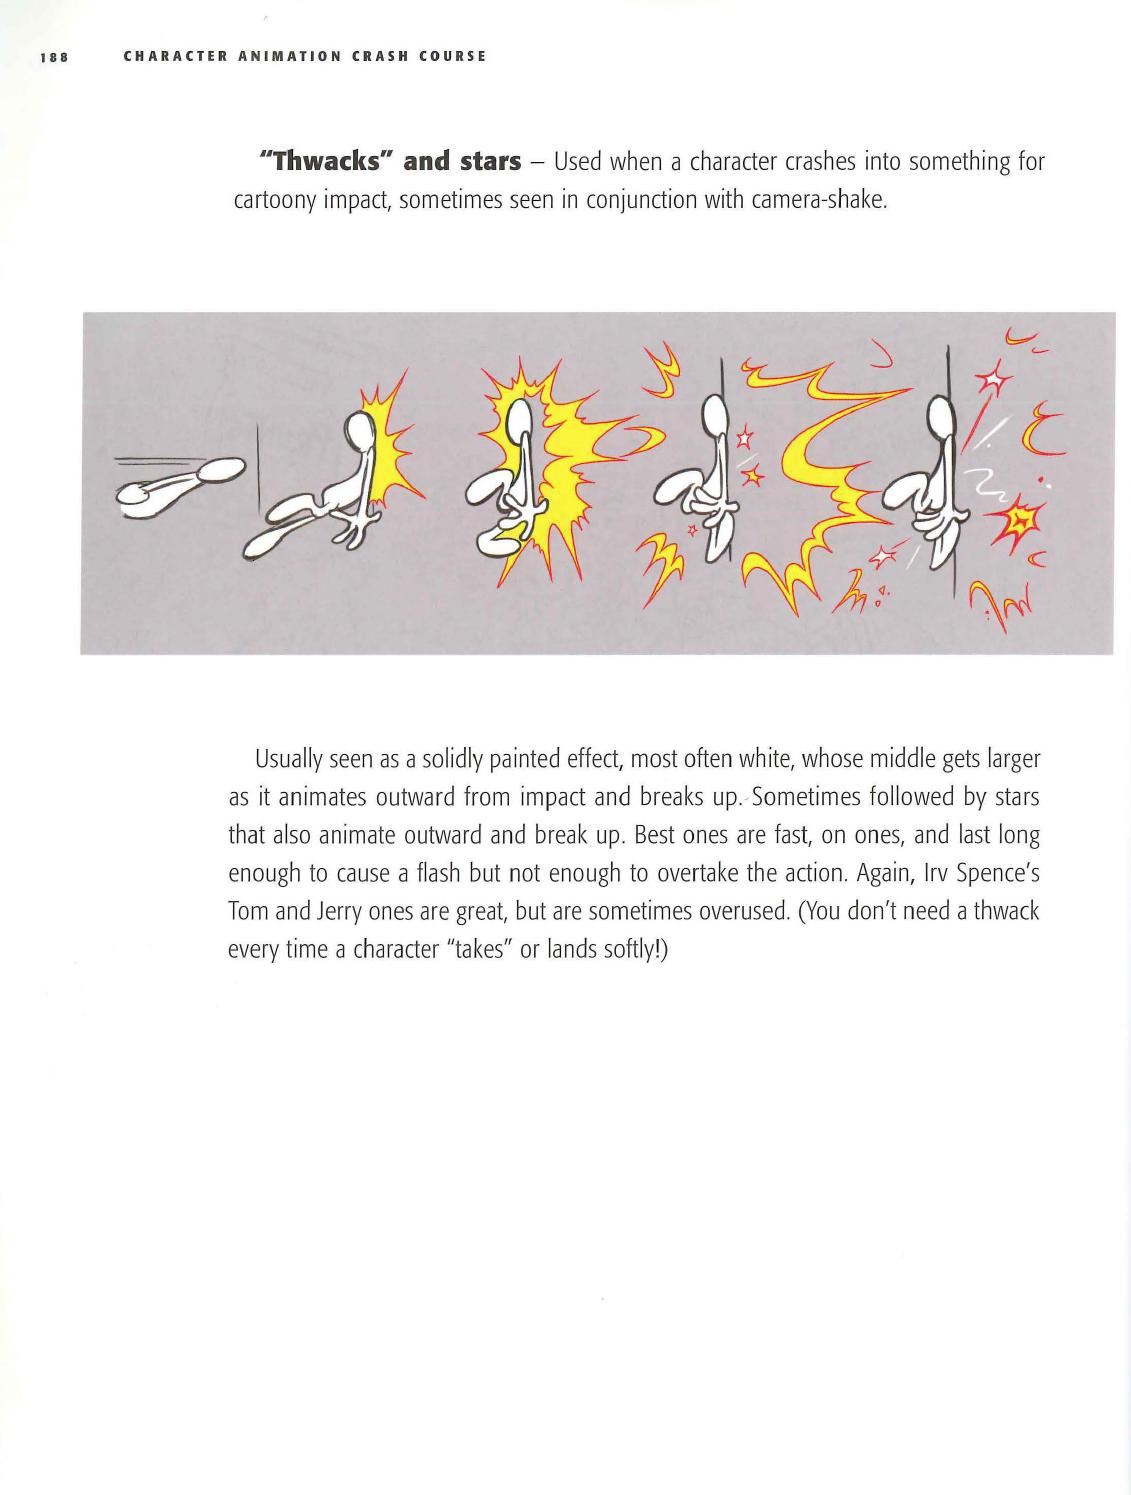 188 CHARACTER ANIMATION CRASH COURSE
"Thwacks" and stars – Used when a character crashes into something for
cartoony impact, sometimes seen in conjunction with camera-shake.
Usually seen as a solidly painted effect, most often white, whose middle gets larger
as it animates outward from impact and breaks up. Sometimes followed by stars
that also animate outward and break up. Best ones are fast, on ones, and last long
enough to cause a flash but not enough to overtake the action. Again, Irv Spence's
Tom and Jerry ones are great, but are sometimes overused. (You don't need a thwack
every time a character "takes" or lands softly!)